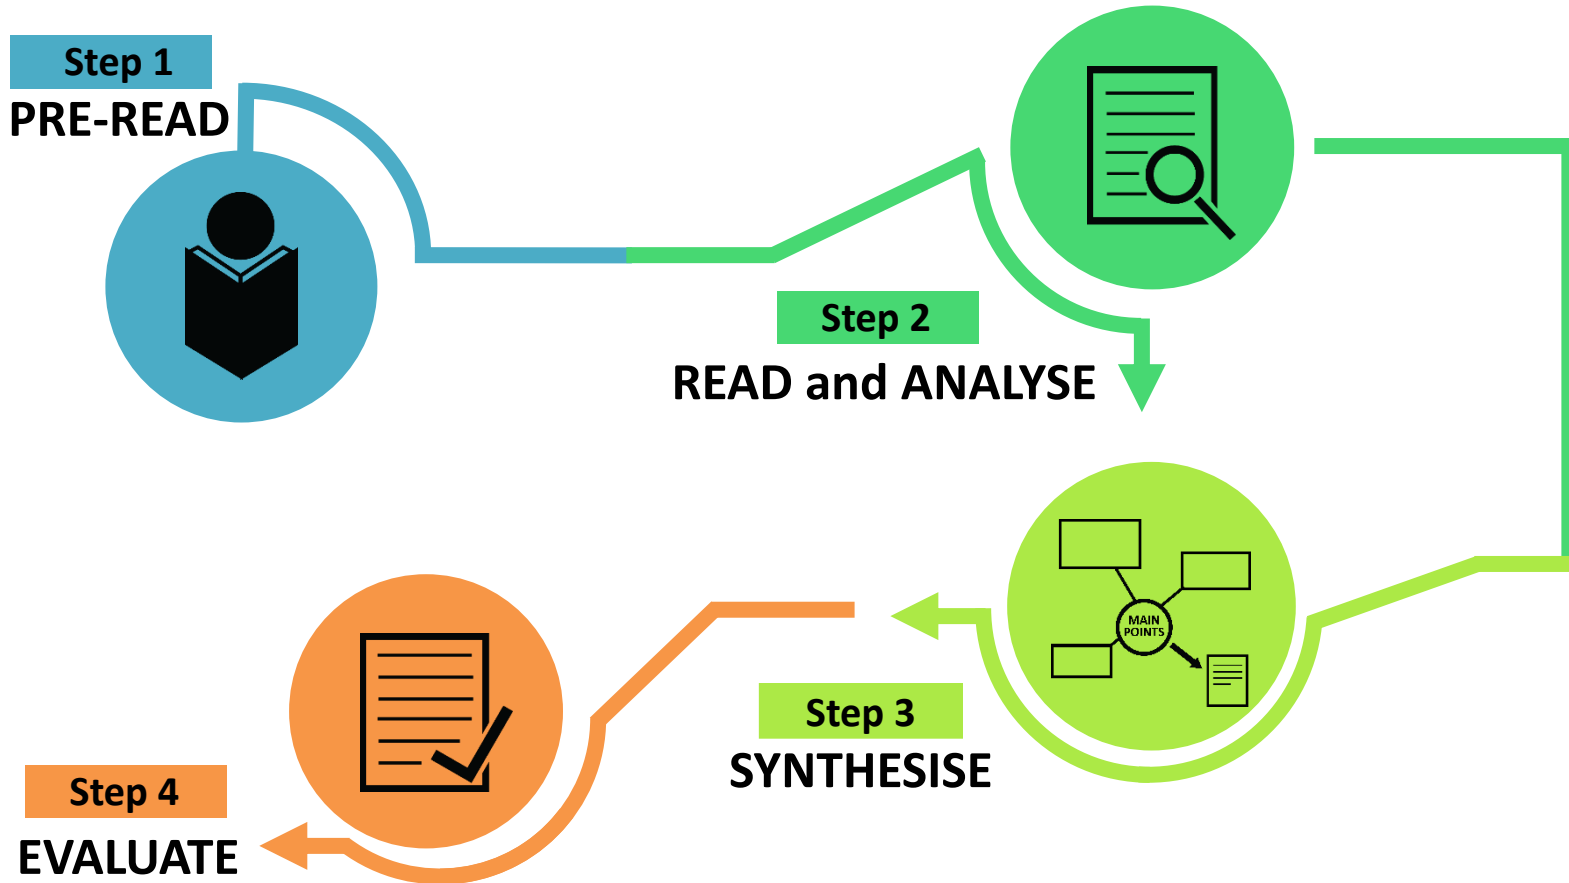 Step 1
PRE-READ
Step 2
READ and ANALYSE
MAIN
POINTS
Step 3
SYNTHESISE
Step 4
EVALUATE